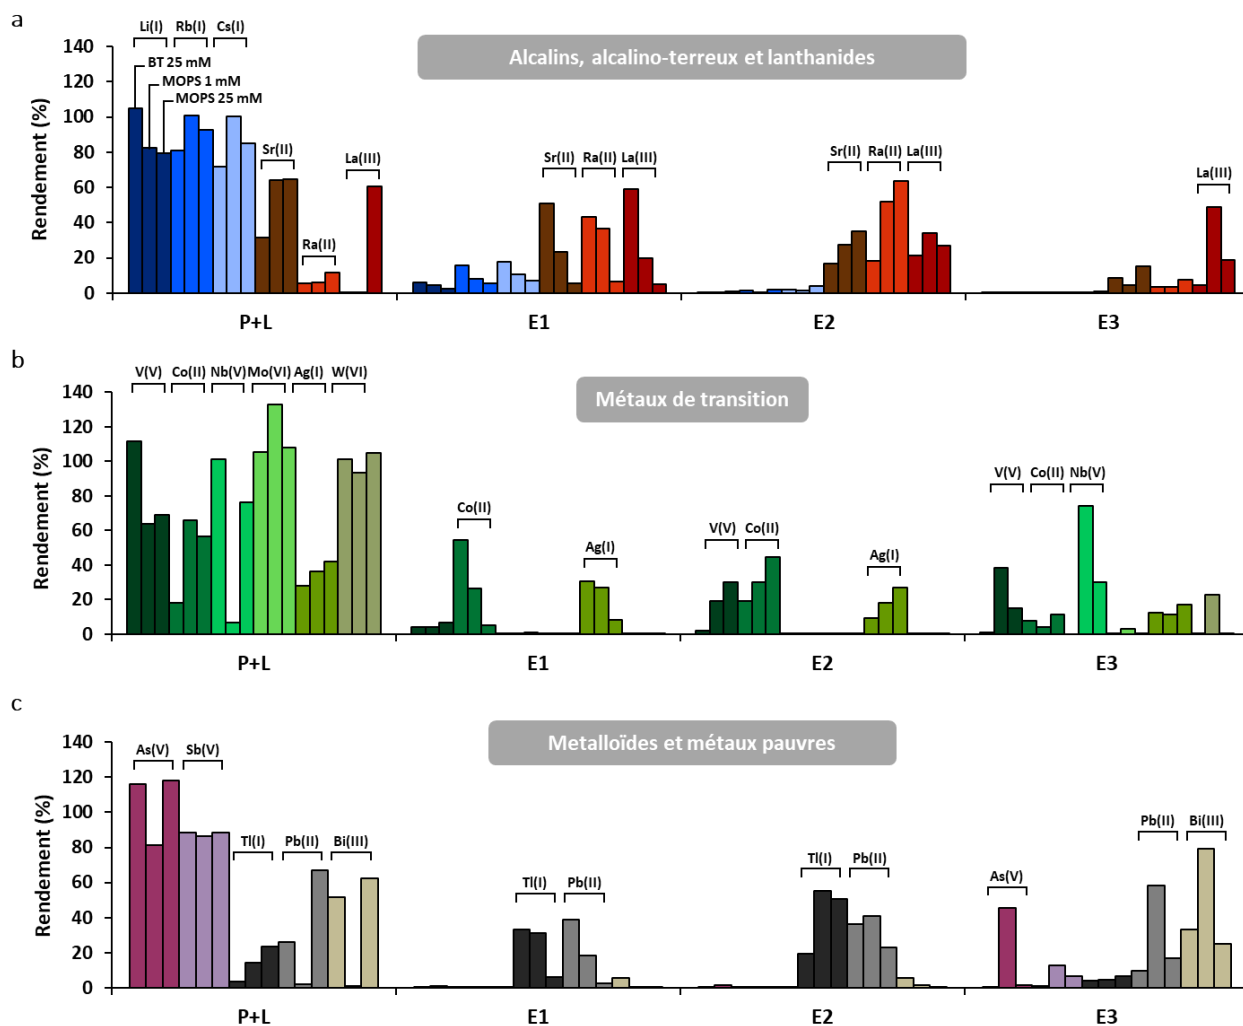 a
Alcalins, alcalino-terreux et lanthanides
Li(I) Rb(I) Cs(I)
BT 25 mM
MOPS 1 mM
MOPS 25 mM
Sr(II)
Ra(II)
La(III)
Sr(II) Ra(II) La(III)
Sr(II) Ra(II) La(III)
La(III)
Rendement (%)
140
120
100
80
60
40
20
0
P+L E1 E2 E3
b
Métaux de transition
V(V) Co(II) Nb(V) Mo(VI) Ag(I) W(VI)
Co(II)
Ag(I)
V(V) Co(II)
Ag(I)
V(V) Co(II) Nb(V)
Rendement (%)
140
120
100
80
60
40
20
0
P+L E1 E2 E3
c
Metalloïdes et métaux pauvres
As(V) Sb(V)
Tl(I) Pb(II) Bi(III)
Tl(I) Pb(II)
Tl(I) Pb(II)
As(V)
Pb(II) Bi(III)
Rendement (%)
140
120
100
80
60
40
20
0
P+L E1 E2 E3